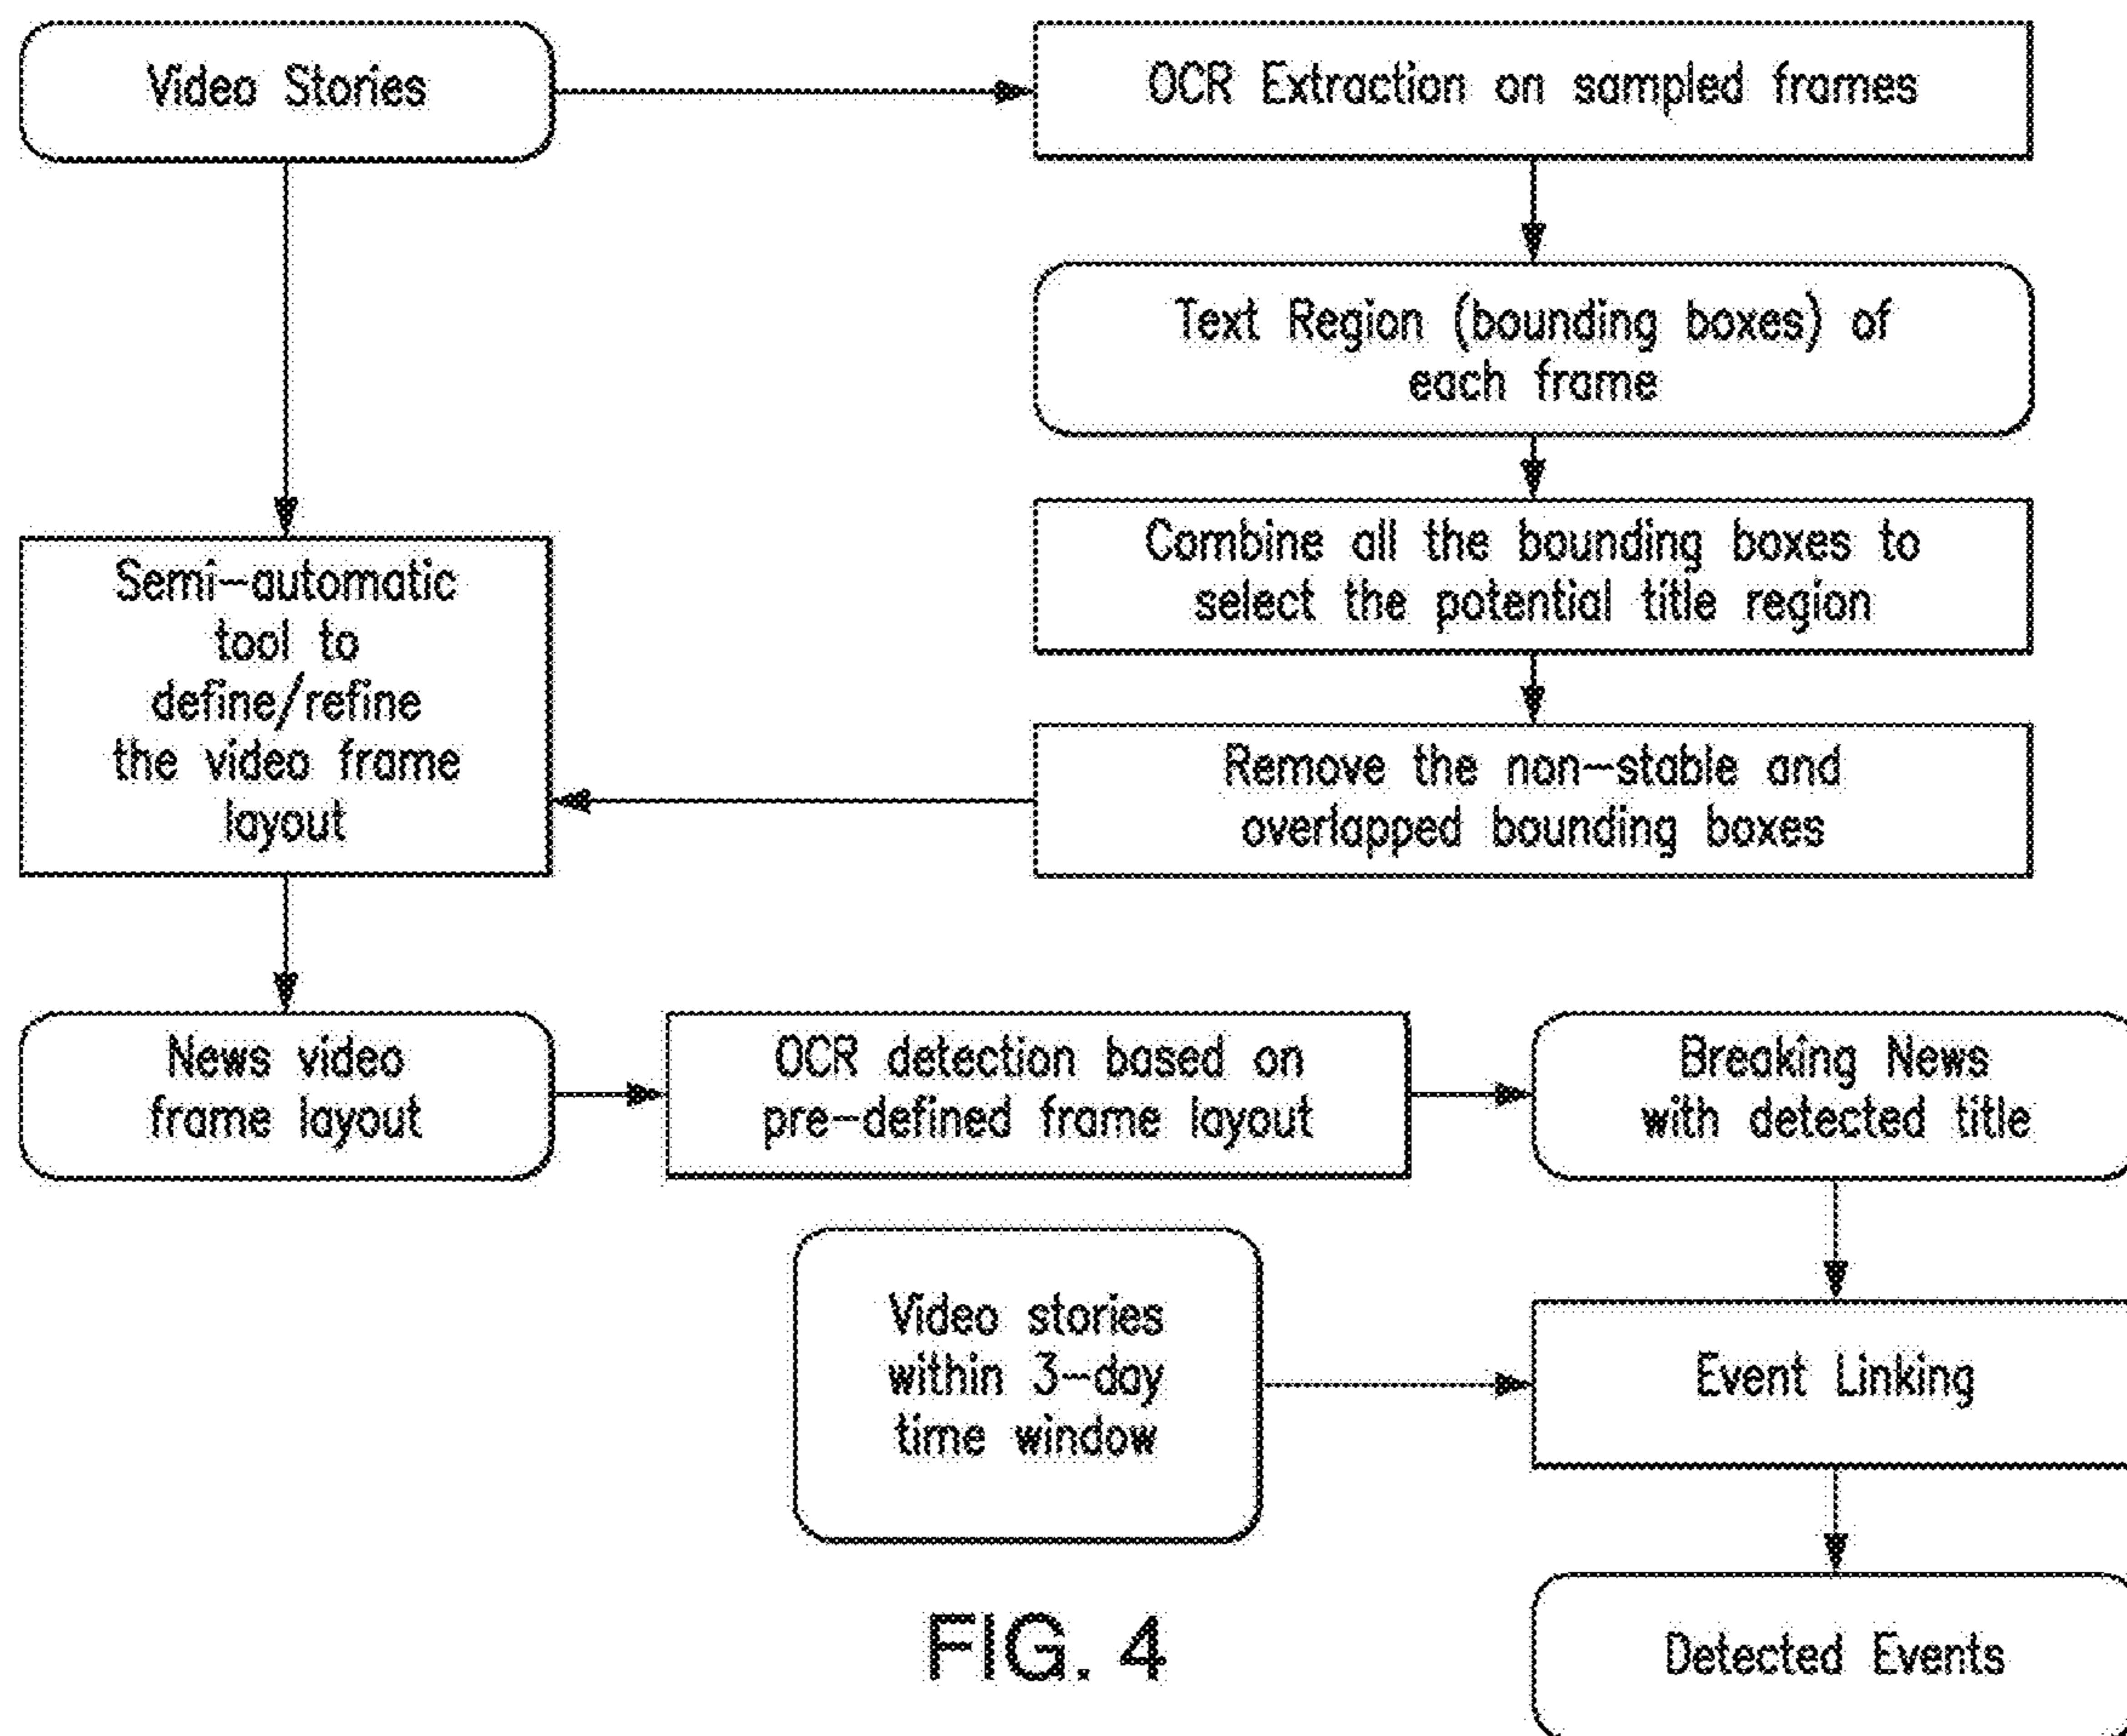 Video Stories
OCR Extraction on sampled frames
Text Region (bounding boxes) of
each frame
Combine all the bounding boxes to
select the potential title region
Semi-automatic
tool to
define/refine
the video frame
layout
Remove the non-stable and
overlapped bounding boxes
News video
frame layout
OCR detection based on
pre-defined frame layout
Breaking News
with detected title
Video stories
within 3-day
time window
Event Linking
Detected Events
FIG. 4